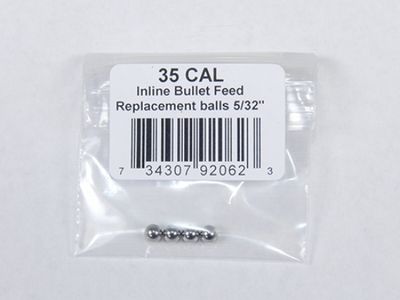 35 CAL
Inline Bullet Feed
Replacement balls 5/32"
7 34307 92062 3